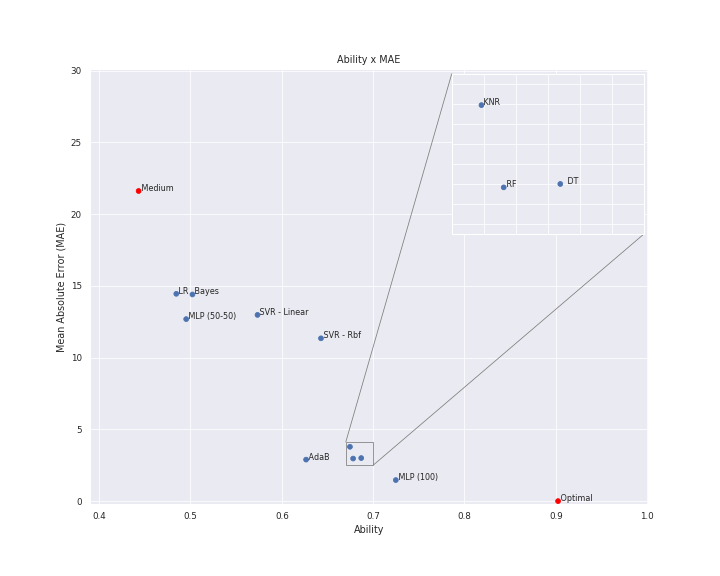 Ability x MAE
30
25
20
15
10
5
0
Mean Absolute Error (MAE)
KNR
RF
DT
Medium
LR
Bayes
MLP (50-50)
SVR - Linear
SVR - Rbf
AdaB
MLP (100)
Optimal
0.4 0.5 0.6 0.7 0.8 0.9 1.0
Ability